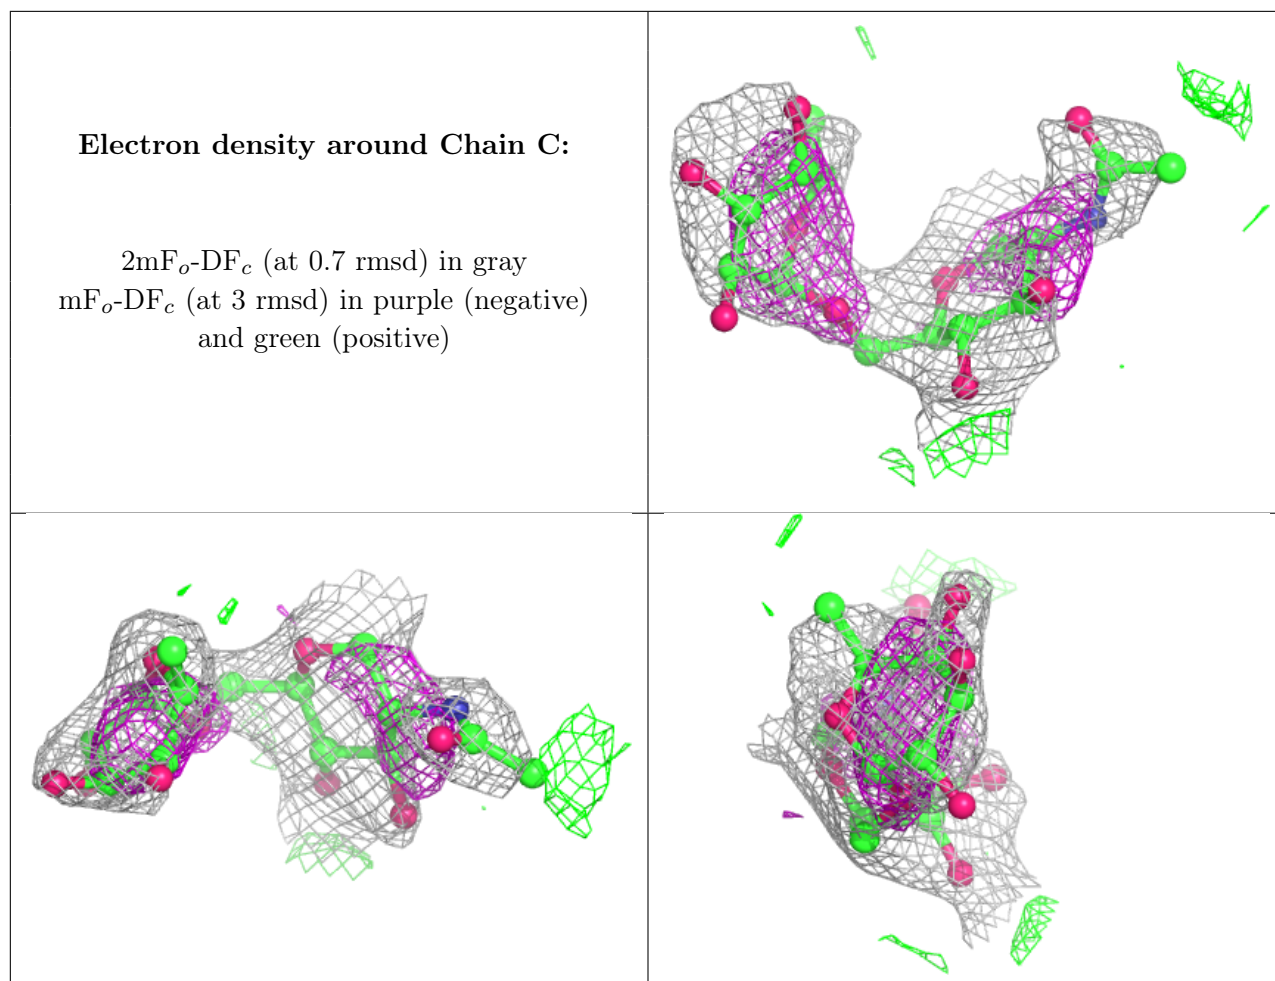 Electron density around Chain C:
2mFₒ-DF𝒸 (at 0.7 rmsd) in gray
mFₒ-DF𝒸 (at 3 rmsd) in purple (negative)
and green (positive)